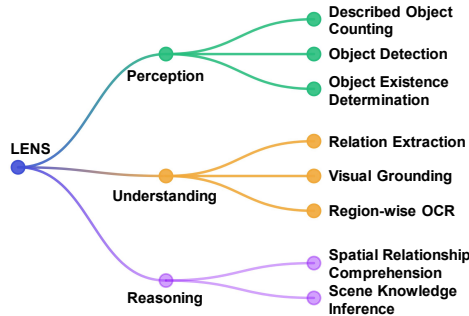 LENS
Perception
Described Object
Counting
Object Detection
Object Existence
Determination
Understanding
Relation Extraction
Visual Grounding
Region-wise OCR
Reasoning
Spatial Relationship
Comprehension
Scene Knowledge
Inference